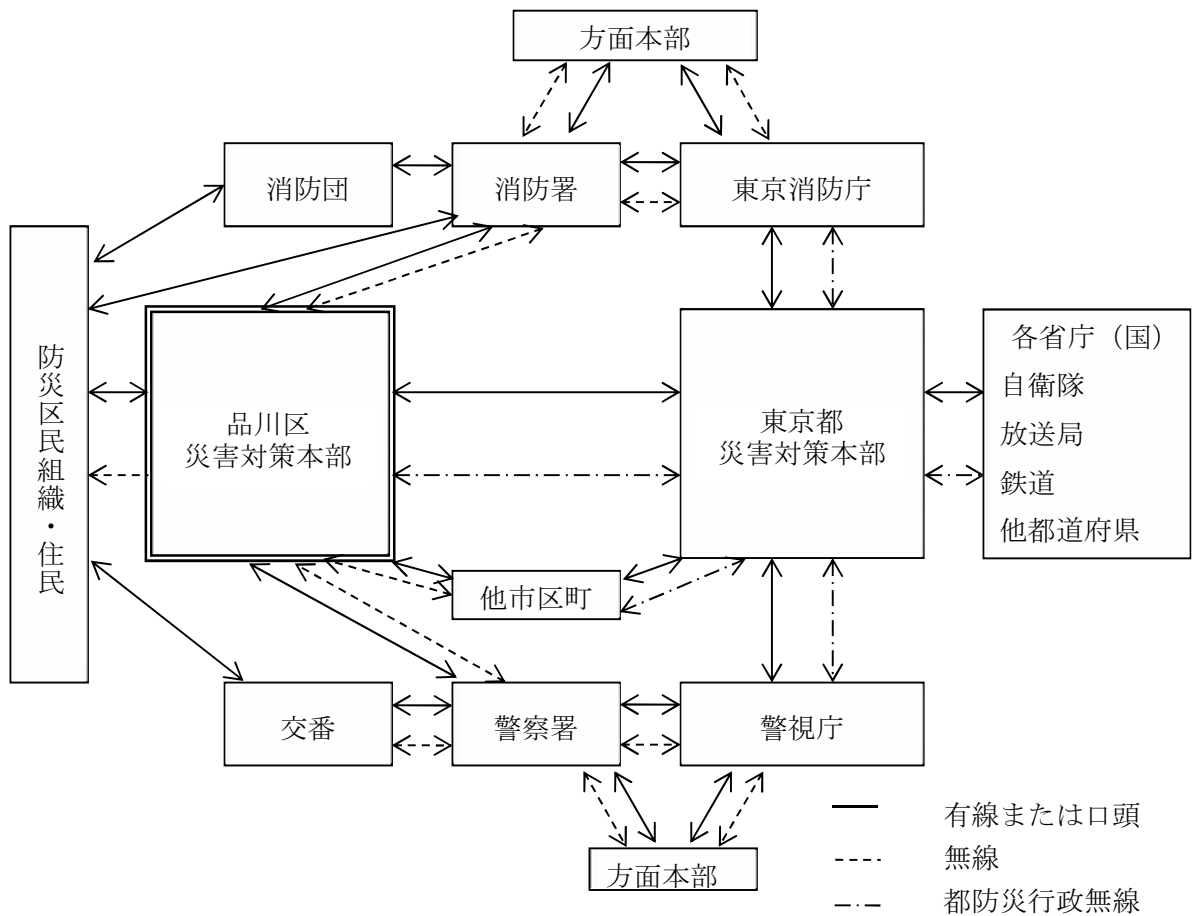 方面本部
消防団
消防署
東京消防庁
防災区民組織・住民
品川区
災害対策本部
東京都
災害対策本部
各省庁（国）
自衛隊
放送局
鉄道
他都道府県
他市区町
交番
警察署
警視庁
方面本部
有線または口頭
無線
都防災行政無線